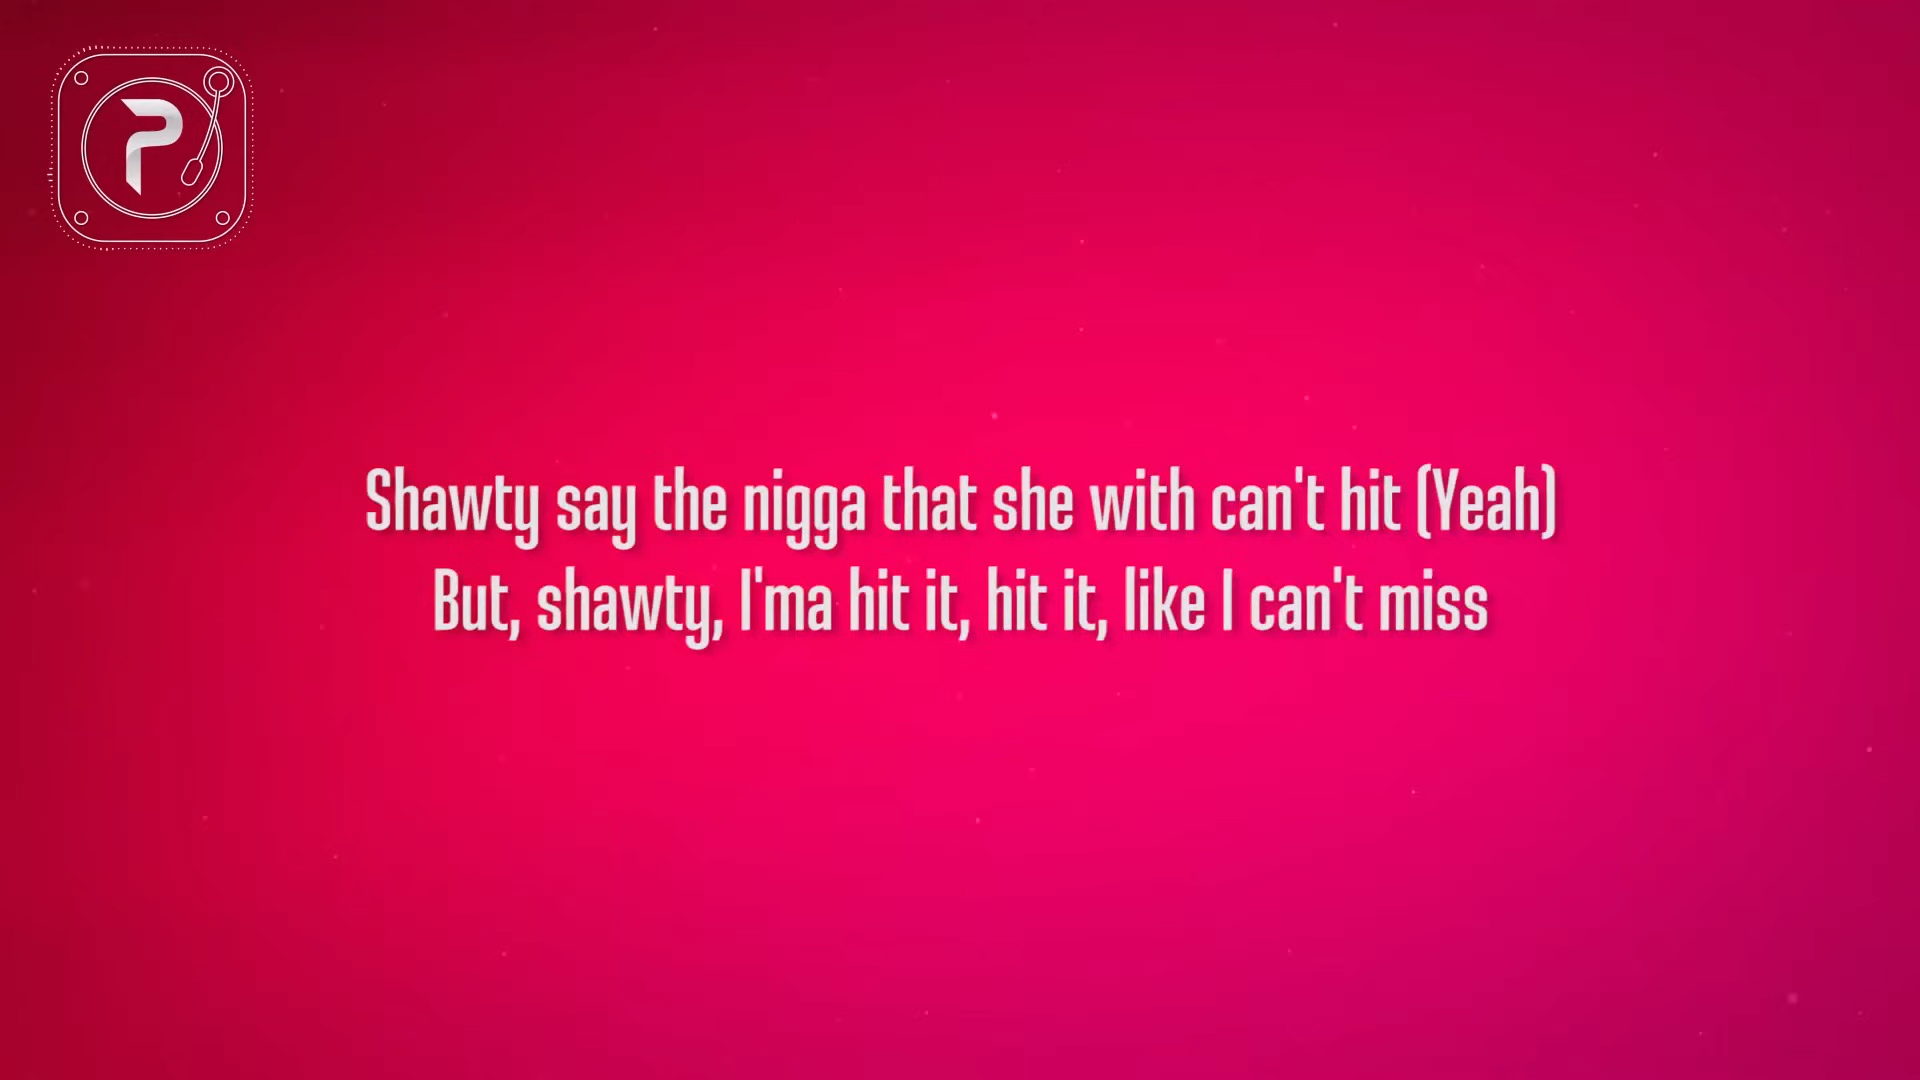 Shawty say the nigga that she with can't hit (Yeah)
But, shawty, I'ma hit it, hit it, like I can't miss